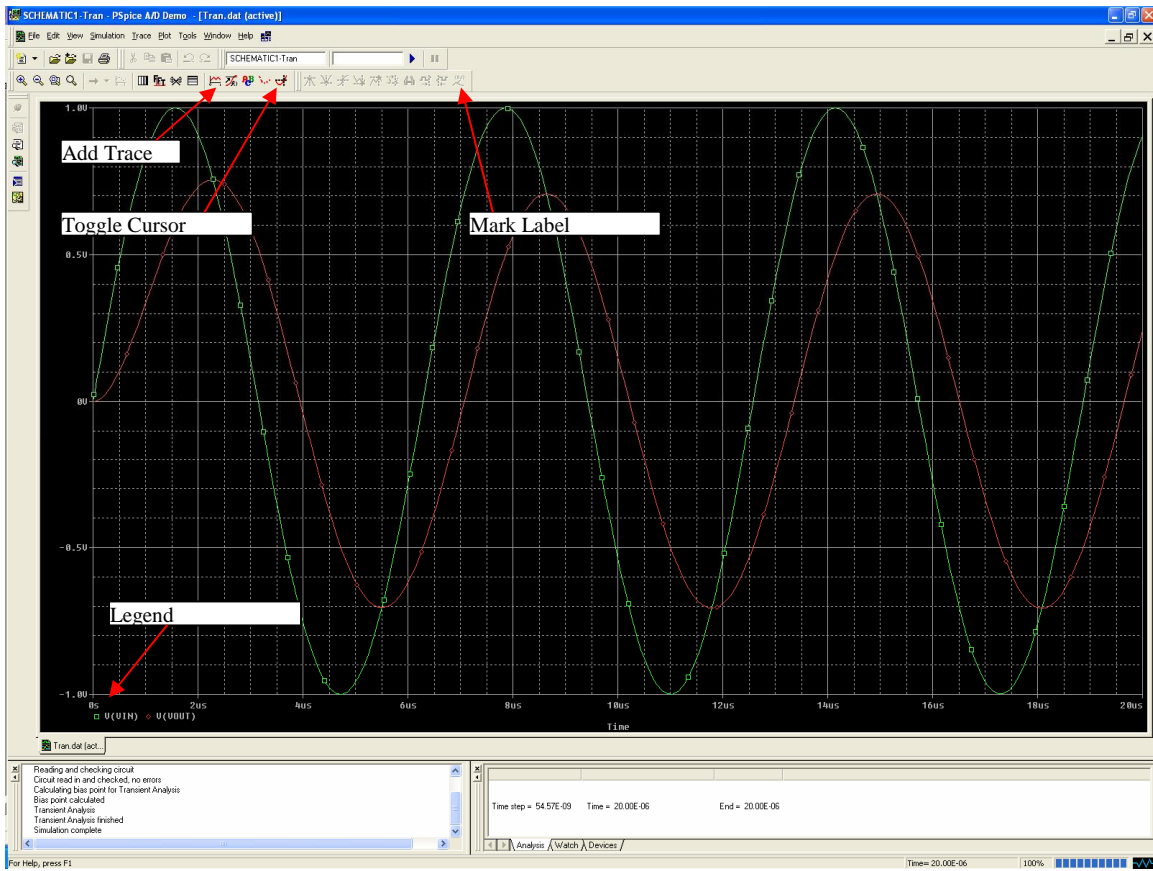 SCHEMATIC1-Tran - PSpice A/D Demo - [Tran.dat (active)]
File Edit View Simulation Trace Plot Tools Window Help
SCHEMATIC1-Tran
1.0V
Add Trace
Toggle Cursor
Mark Label
0.5V
0V
-0.5V
Legend
-1.0V
0s 2us 4us 6us 8us 10us 12us 14us 16us 18us 20us
V(VIN) V(VOUT)
Time
Tran.dat (act...
Reading and checking circuit
Circuit read in and checked, no errors
Calculating bias point for Transient Analysis
Bias point calculated
Transient Analysis
Transient Analysis finished
Simulation complete
Time step = 54.57E-09 Time = 20.00E-06 End = 20.00E-06
Analysis Watch Devices
For Help, press F1
Time= 20.00E-06 100%